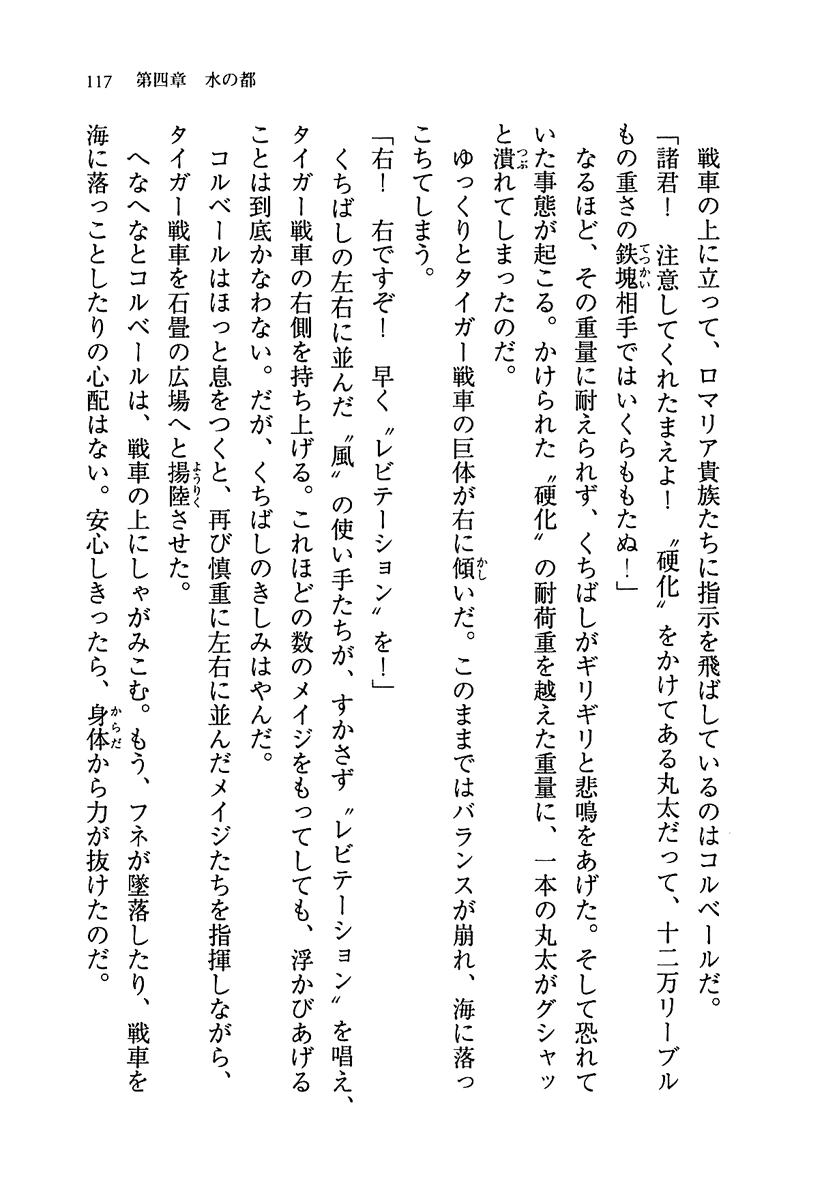 117　第四章　水の都
　戦車の上に立って、ロマリア貴族たちに指示を飛ばしているのはコルベールだ。
「諸君！　注意してくれたまえよ！　〝硬化〟をかけてある丸太だって、十二万リーブル
もの重さの鉄塊相手ではいくらももたぬ！」
　なるほど、その重量に耐えられず、くちばしがギリギリと悲鳴をあげた。そして恐れて
いた事態が起こる。かけられた〝硬化〟の耐荷重を越えた重量に、一本の丸太がグシャッ
と潰れてしまったのだ。
　ゆっくりとタイガー戦車の巨体が右に傾いだ。このままではバランスが崩れ、海に落っ
こちてしまう。
「右！　右ですぞ！　早く〝レビテーション〟を！」
　くちばしの左右に並んだ〝風〟の使い手たちが、すかさず〝レビテーション〟を唱え、
タイガー戦車の右側を持ち上げる。これほどの数のメイジをもってしても、浮かびあげる
ことは到底かなわない。だが、くちばしのきしみはやんだ。
　コルベールはほっと息をつくと、再び慎重に左右に並んだメイジたちを指揮しながら、
タイガー戦車を石畳の広場へと揚陸させた。
　へなへなとコルベールは、戦車の上にしゃがみこむ。もう、フネが墜落したり、戦車を
海に落っことしたりの心配はない。安心しきったら、身体から力が抜けたのだ。